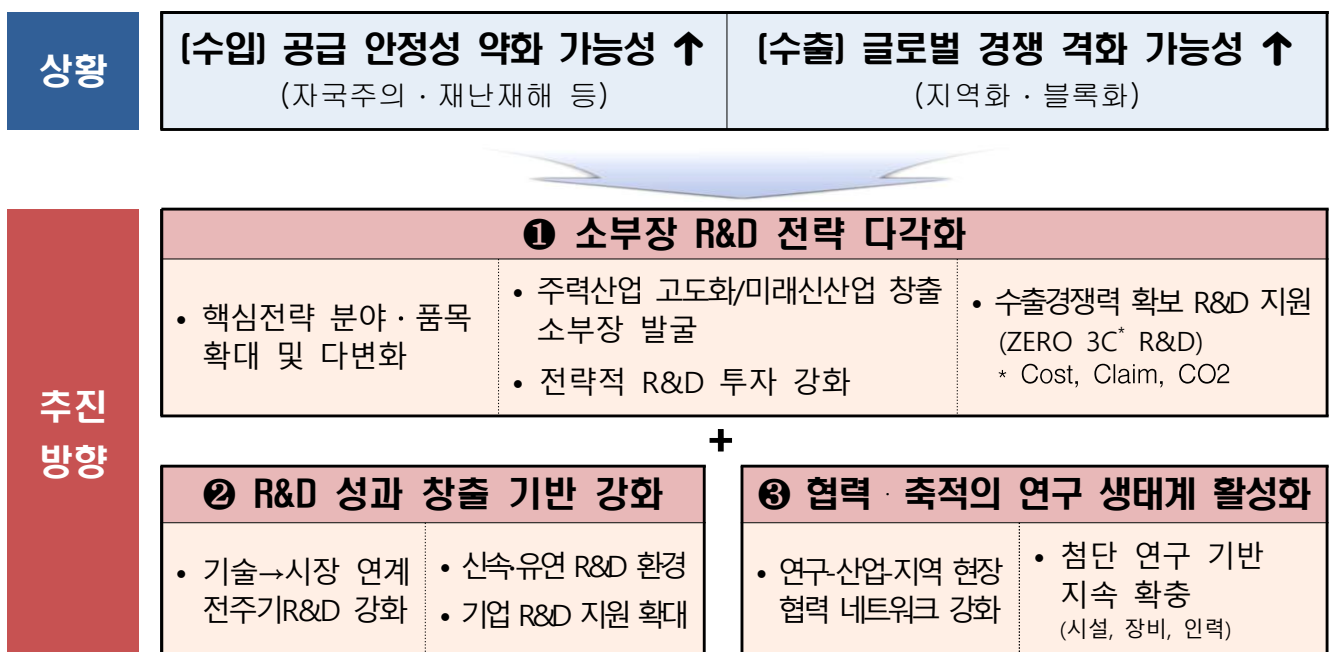 상황
(수입) 공급 안정성 약화 가능성 ↑
(자국주의 · 재난재해 등)
(수출) 글로벌 경쟁 격화 가능성 ↑
(지역화 · 블록화)
추진
방향
❶ 소부장 R&D 전략 다각화
• 핵심전략 분야 · 품목
확대 및 다변화
• 주력산업 고도화/미래신산업 창출
소부장 발굴
• 전략적 R&D 투자 강화
• 수출경쟁력 확보 R&D 지원
(ZERO 3C* R&D)
* Cost, Claim, CO2
+
❷ R&D 성과 창출 기반 강화
• 기술→시장 연계
전주기R&D 강화
• 신속·유연 R&D 환경
• 기업 R&D 지원 확대
❸ 협력 · 축적의 연구 생태계 활성화
• 연구-산업-지역 현장
협력 네트워크 강화
• 첨단 연구 기반
지속 확충
(시설, 장비, 인력)